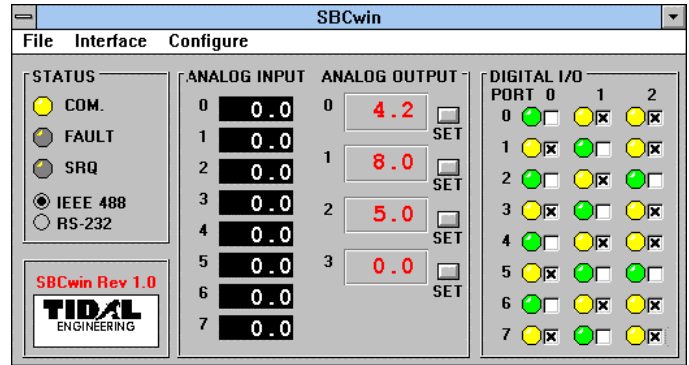 SBCwin
File Interface Configure
STATUS
COM.
FAULT
SRQ
IEEE 488
RS-232
SBCwin Rev 1.0
TIDAL
ENGINEERING
ANALOG INPUT
0 0.0
1 0.0
2 0.0
3 0.0
4 0.0
5 0.0
6 0.0
7 0.0
ANALOG OUTPUT
0 4.2
SET
1 8.0
SET
2 5.0
SET
3 0.0
SET
DIGITAL I/O
PORT 0 1 2
0
1
2
3
4
5
6
7